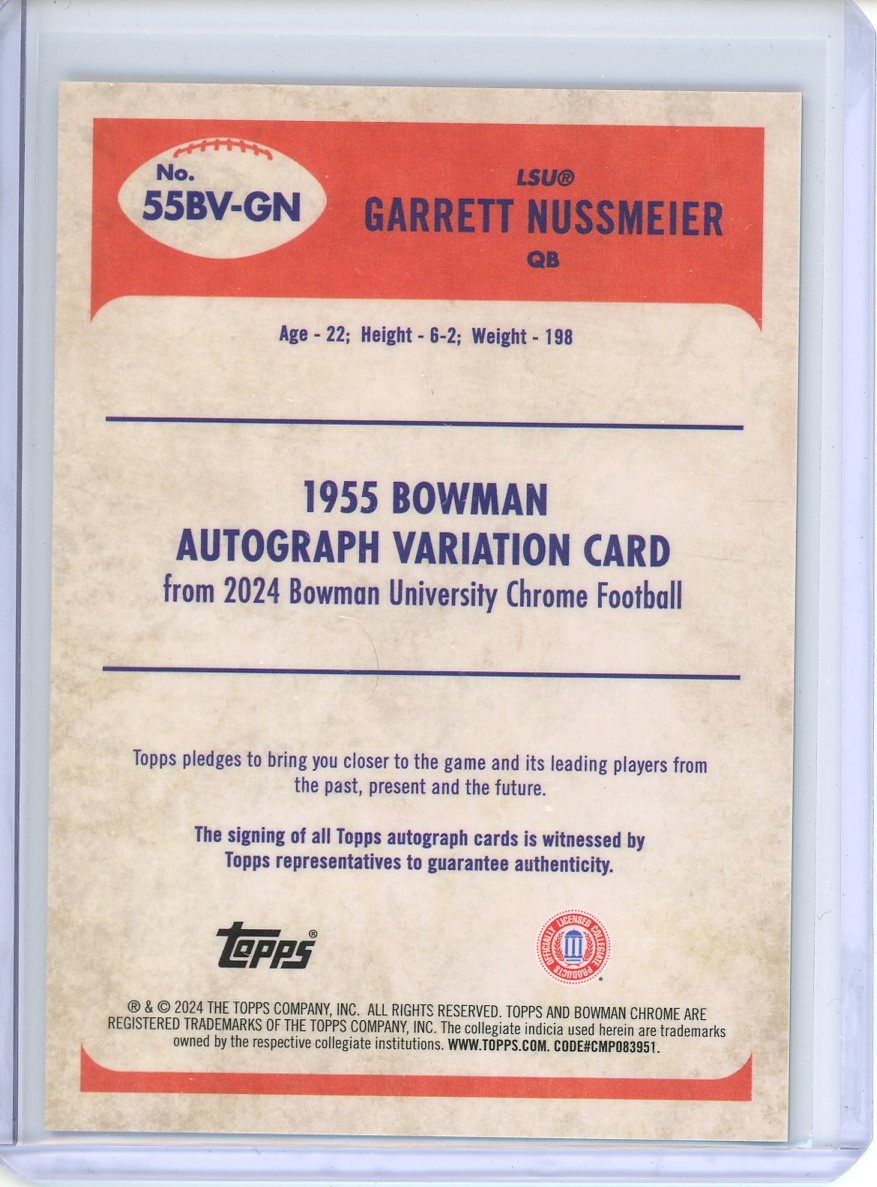 No.
55BV-GN
LSU®
GARRETT NUSSMEIER
QB
Age - 22; Height - 6-2; Weight - 198
1955 BOWMAN
AUTOGRAPH VARIATION CARD
from 2024 Bowman University Chrome Football
Topps pledges to bring you closer to the game and its leading players from
the past, present and the future.
The signing of all Topps autograph cards is witnessed by
Topps representatives to guarantee authenticity.
topps®
OFFICIALLY LICENSED COLLEGIATE PRODUCTS
® & © 2024 THE TOPPS COMPANY, INC. ALL RIGHTS RESERVED. TOPPS AND BOWMAN CHROME ARE
REGISTERED TRADEMARKS OF THE TOPPS COMPANY, INC. The collegiate indicia used herein are trademarks
owned by the respective collegiate institutions. WWW.TOPPS.COM. CODE#CMP083951.